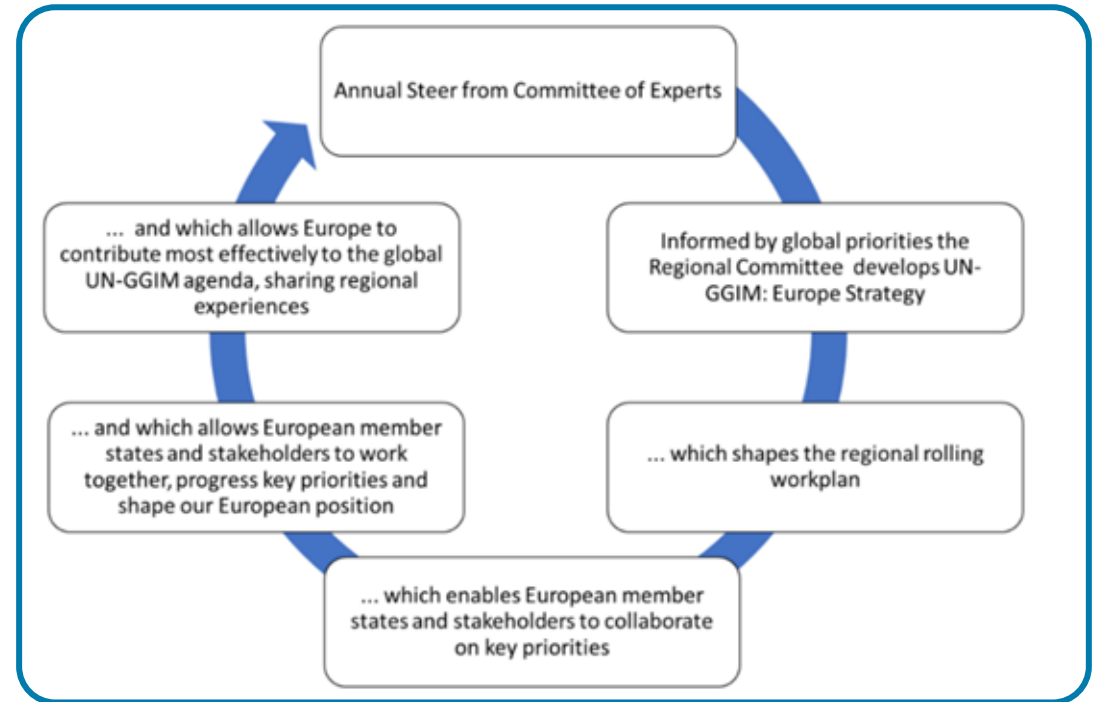 Annual Steer from Committee of Experts
Informed by global priorities the
Regional Committee develops UN-
GGIM: Europe Strategy
... which shapes the regional rolling
workplan
... which enables European member
states and stakeholders to collaborate
on key priorities
... and which allows European member
states and stakeholders to work
together, progress key priorities and
shape our European position
... and which allows Europe to
contribute most effectively to the global
UN-GGIM agenda, sharing regional
experiences